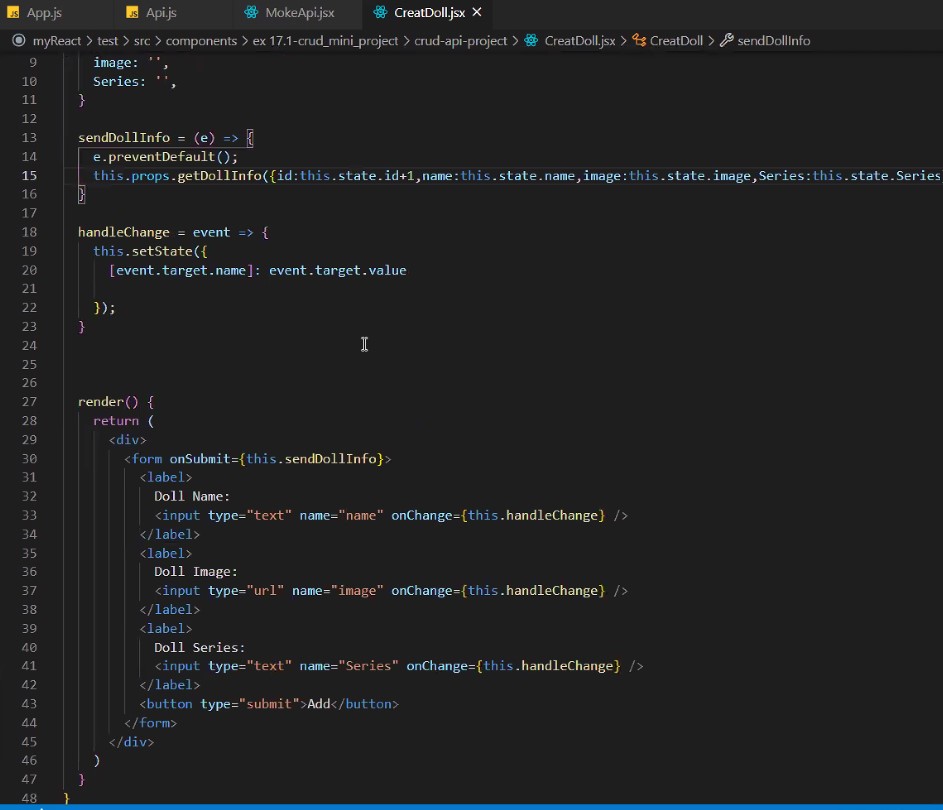 App.js Api.js MokeApi.jsx CreatDoll.jsx ×
myReact > test > src > components > ex 17.1-crud_mini_project > crud-api-project > CreatDoll.jsx > CreatDoll > sendDollInfo
9 image: '',
10 Series: '',
11 }
12
13 sendDollInfo = (e) => {
14 e.preventDefault();
15 this.props.getDollInfo({id:this.state.id+1,name:this.state.name,image:this.state.image,Series:this.state.Series
16 }
17
18 handleChange = event => {
19 this.setState({
20 [event.target.name]: event.target.value
21
22 });
23 }
24
25
26
27 render() {
28 return (
29 <div>
30 <form onSubmit={this.sendDollInfo}>
31 <label>
32 Doll Name:
33 <input type="text" name="name" onChange={this.handleChange} />
34 </label>
35 <label>
36 Doll Image:
37 <input type="url" name="image" onChange={this.handleChange} />
38 </label>
39 <label>
40 Doll Series:
41 <input type="text" name="Series" onChange={this.handleChange} />
42 </label>
43 <button type="submit">Add</button>
44 </form>
45 </div>
46 )
47 }
48 }